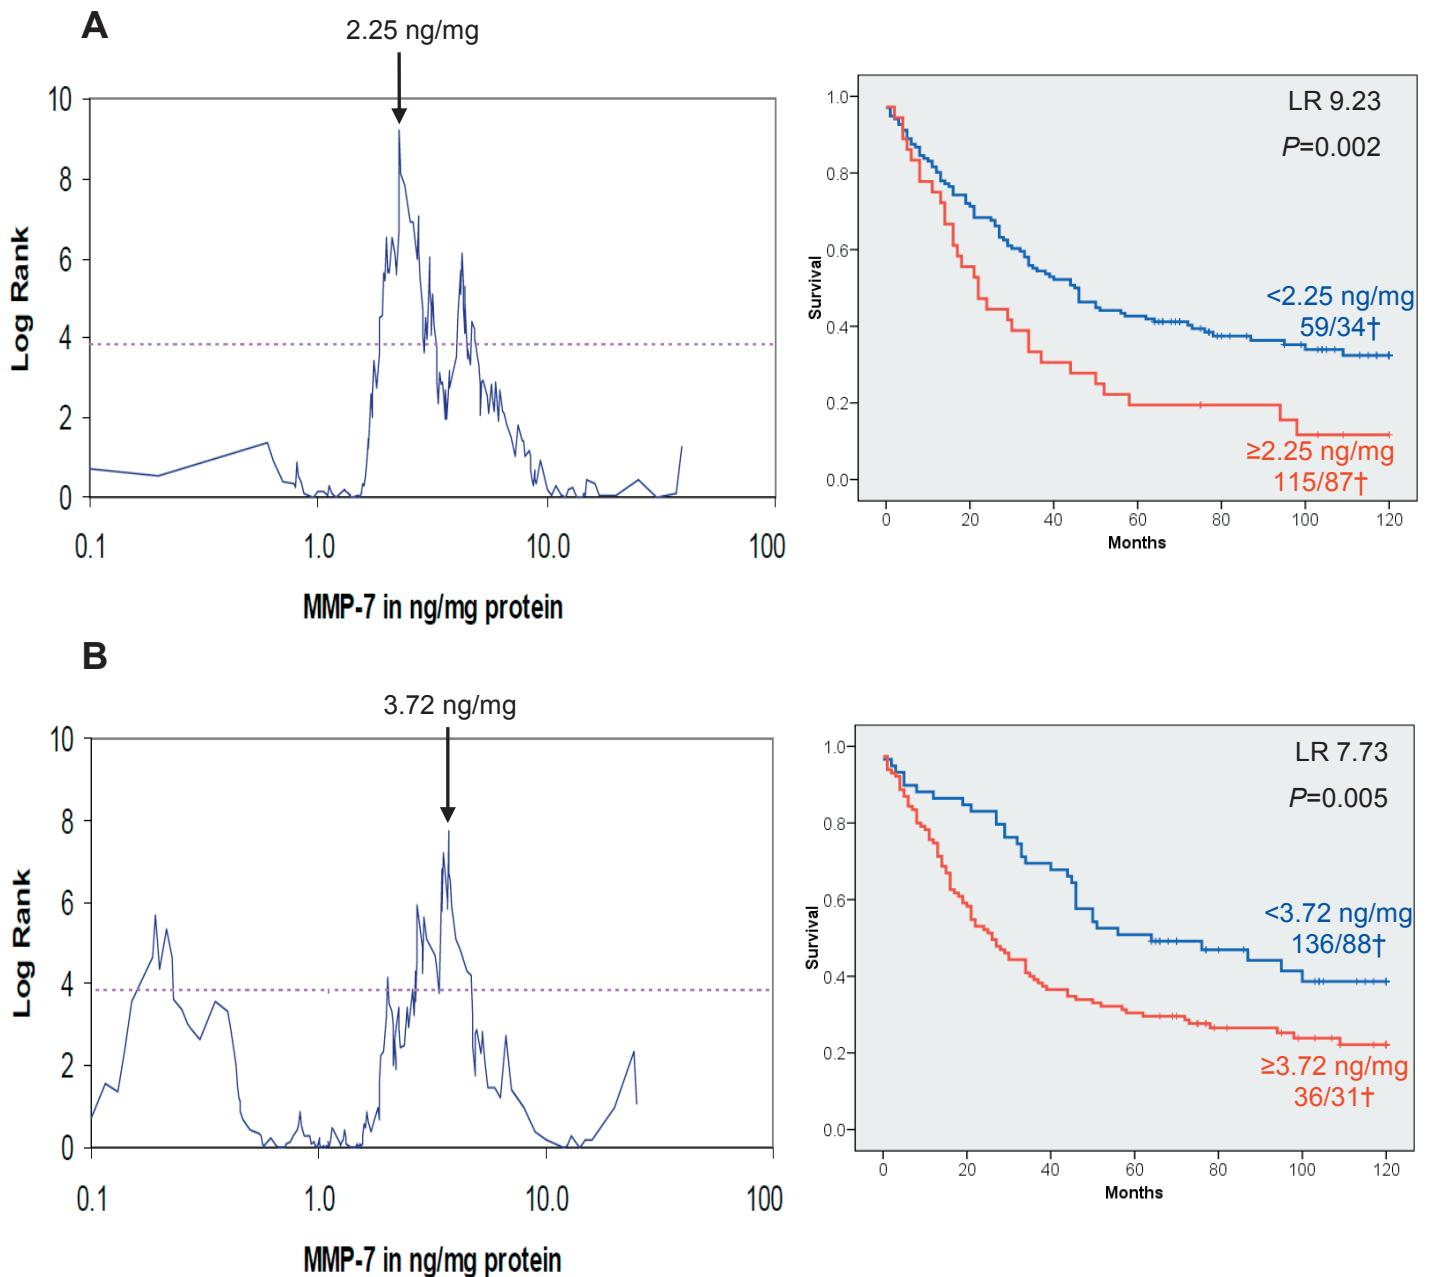 A
2.25 ng/mg
10
8
6
4
2
0
Log Rank
0.1
1.0
10.0
100
MMP-7 in ng/mg protein
LR 9.23
P=0.002
1.0
0.8
0.6
0.4
0.2
0.0
Survival
<2.25 ng/mg
59/34†
≥2.25 ng/mg
115/87†
0
20
40
60
80
100
120
Months
B
3.72 ng/mg
10
8
6
4
2
0
Log Rank
0.1
1.0
10.0
100
MMP-7 in ng/mg protein
LR 7.73
P=0.005
1.0
0.8
0.6
0.4
0.2
0.0
Survival
<3.72 ng/mg
136/88†
≥3.72 ng/mg
36/31†
0
20
40
60
80
100
120
Months